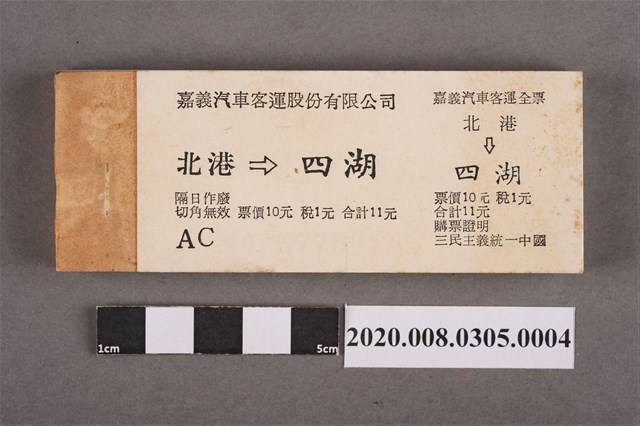 嘉義汽車客運股份有限公司
北港⇨四湖
隔日作廢
切角無效 票價10元 稅1元 合計11元
AC
嘉義汽車客運全票
北港
⇩
四湖
票價10元 稅1元
合計11元
購票證明
三民主義統一中國
1cm 5cm
2020.008.0305.0004